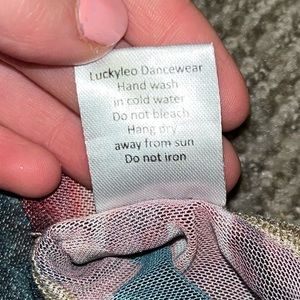 Luckyleo Dancewear
Hand wash
in cold water
Do not bleach
Hang dry
away from sun
Do not iron